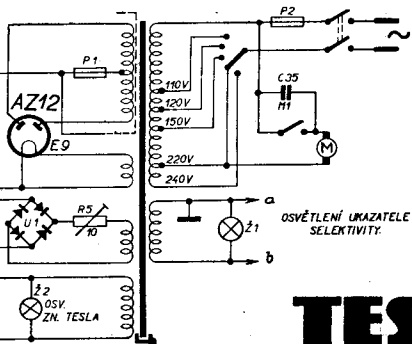 P2
P1
110V
120V
150V
220V
240V
C35
M1
M
AZ12
E9
U1
R5
10
a
Ž1
b
OSVĚTLENÍ UKAZATELE
SELEKTIVITY.
Ž2
OSV.
ZN. TESLA
TES